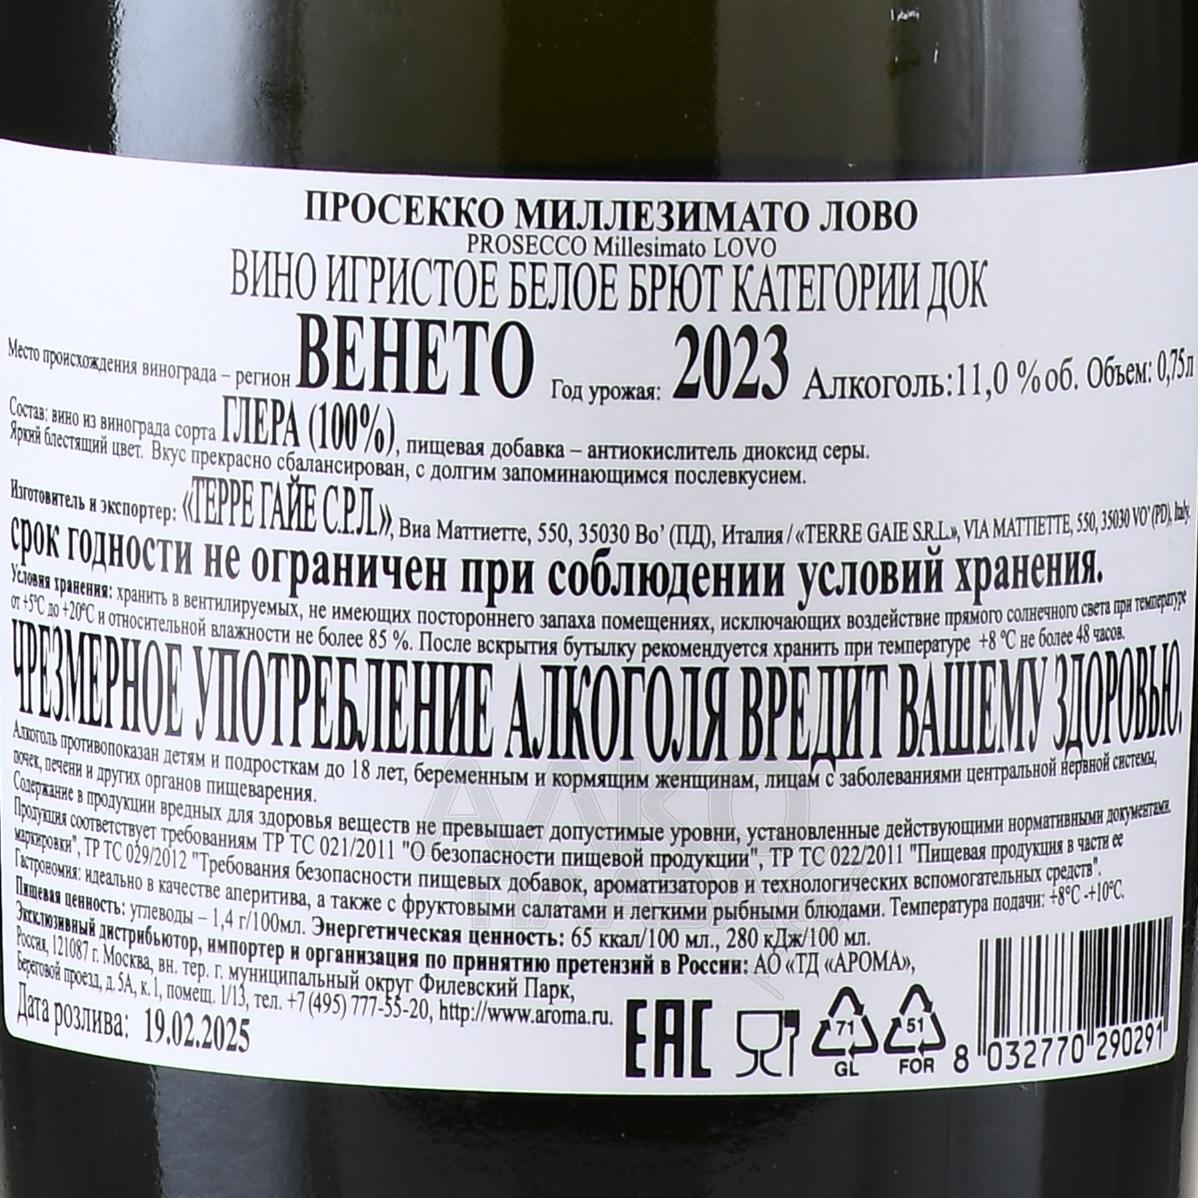 ПРОСЕККО МИЛЛЕЗИМАТО ЛОВО
PROSECCO Millesimato LOVO
ВИНО ИГРИСТОЕ БЕЛОЕ БРЮТ КАТЕГОРИИ ДОК
Место происхождения винограда – регион ВЕНЕТО Год урожая: 2023 Алкоголь:11,0 % об. Объем: 0,75л
Состав: вино из винограда сорта ГЛЕРА (100%), пищевая добавка – антиокислитель диоксид серы.
Яркий блестящий цвет. Вкус прекрасно сбалансирован, с долгим запоминающимся послевкусием.
Изготовитель и экспортер: «ТЕРРЕ ГАЙЕ С.Р.Л.», Виа Маттиетте, 550, 35030 Во’ (ПД), Италия / «TERRE GAIE S.R.L.», VIA MATTIETTE, 550, 35030 VO’ (PD), Italy.
срок годности не ограничен при соблюдении условий хранения.
Условия хранения: хранить в вентилируемых, не имеющих постороннего запаха помещениях, исключающих воздействие прямого солнечного света при температуре
от +5°С до +20°С и относительной влажности не более 85 %. После вскрытия бутылку рекомендуется хранить при температуре +8 °С не более 48 часов.
ЧРЕЗМЕРНОЕ УПОТРЕБЛЕНИЕ АЛКОГОЛЯ ВРЕДИТ ВАШЕМУ ЗДОРОВЬЮ.
Алкоголь противопоказан детям и подросткам до 18 лет, беременным и кормящим женщинам, лицам с заболеваниями центральной нервной системы,
почек, печени и других органов пищеварения.
Содержание в продукции вредных для здоровья веществ не превышает допустимые уровни, установленные действующими нормативными документами.
Продукция соответствует требованиям ТР ТС 021/2011 "О безопасности пищевой продукции", ТР ТС 022/2011 "Пищевая продукция в части ее
маркировки", ТР ТС 029/2012 "Требования безопасности пищевых добавок, ароматизаторов и технологических вспомогательных средств".
Гастрономия: идеально в качестве аперитива, а также с фруктовыми салатами и легкими рыбными блюдами. Температура подачи: +8°С -+10°С.
Пищевая ценность: углеводы – 1,4 г/100мл. Энергетическая ценность: 65 ккал/100 мл., 280 кДж/100 мл.
Эксклюзивный дистрибьютор, импортер и организация по принятию претензий в России: АО «ТД «АРОМА»,
Россия, 121087 г. Москва, вн. тер. г. муниципальный округ Филевский Парк,
Береговой проезд, д.5А, к.1, помещ. 1/13, тел. +7 (495) 777-55-20, http://www.aroma.ru.
Дата розлива: 19.02.2025
ЕАС
71
GL
51
FOR
8 032770 290291
АЛКО
ПЛАЗА